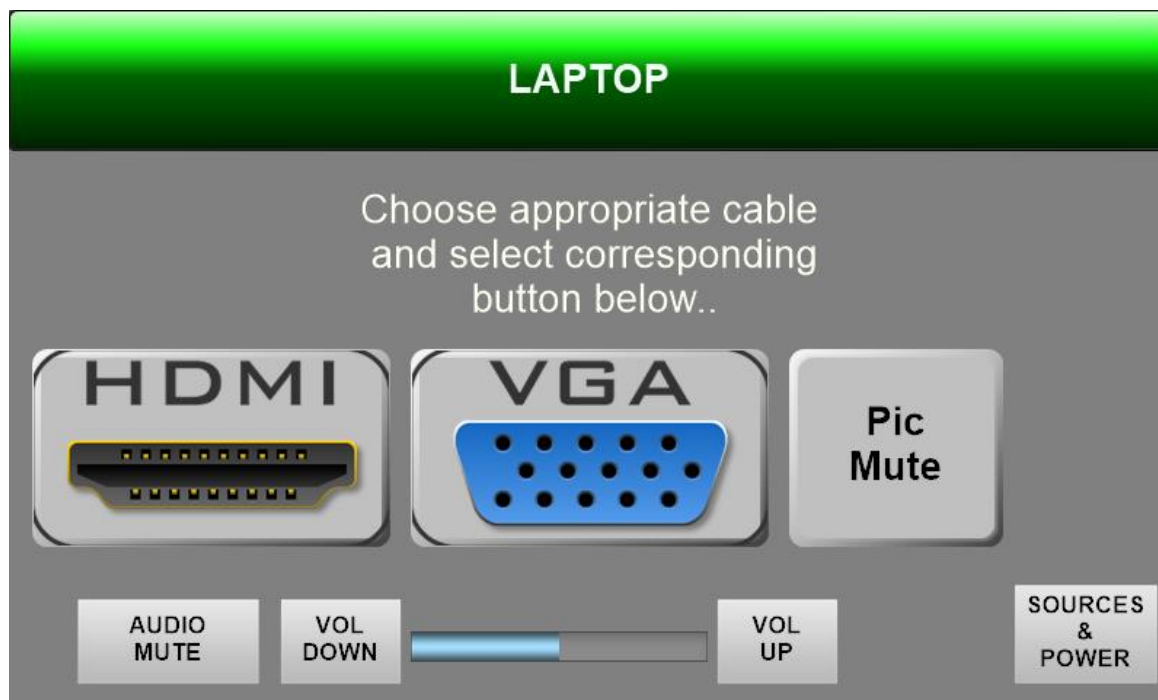 LAPTOP
Choose appropriate cable
and select corresponding
button below..
HDMI
VGA
Pic
Mute
AUDIO
MUTE
VOL
DOWN
VOL
UP
SOURCES
&
POWER